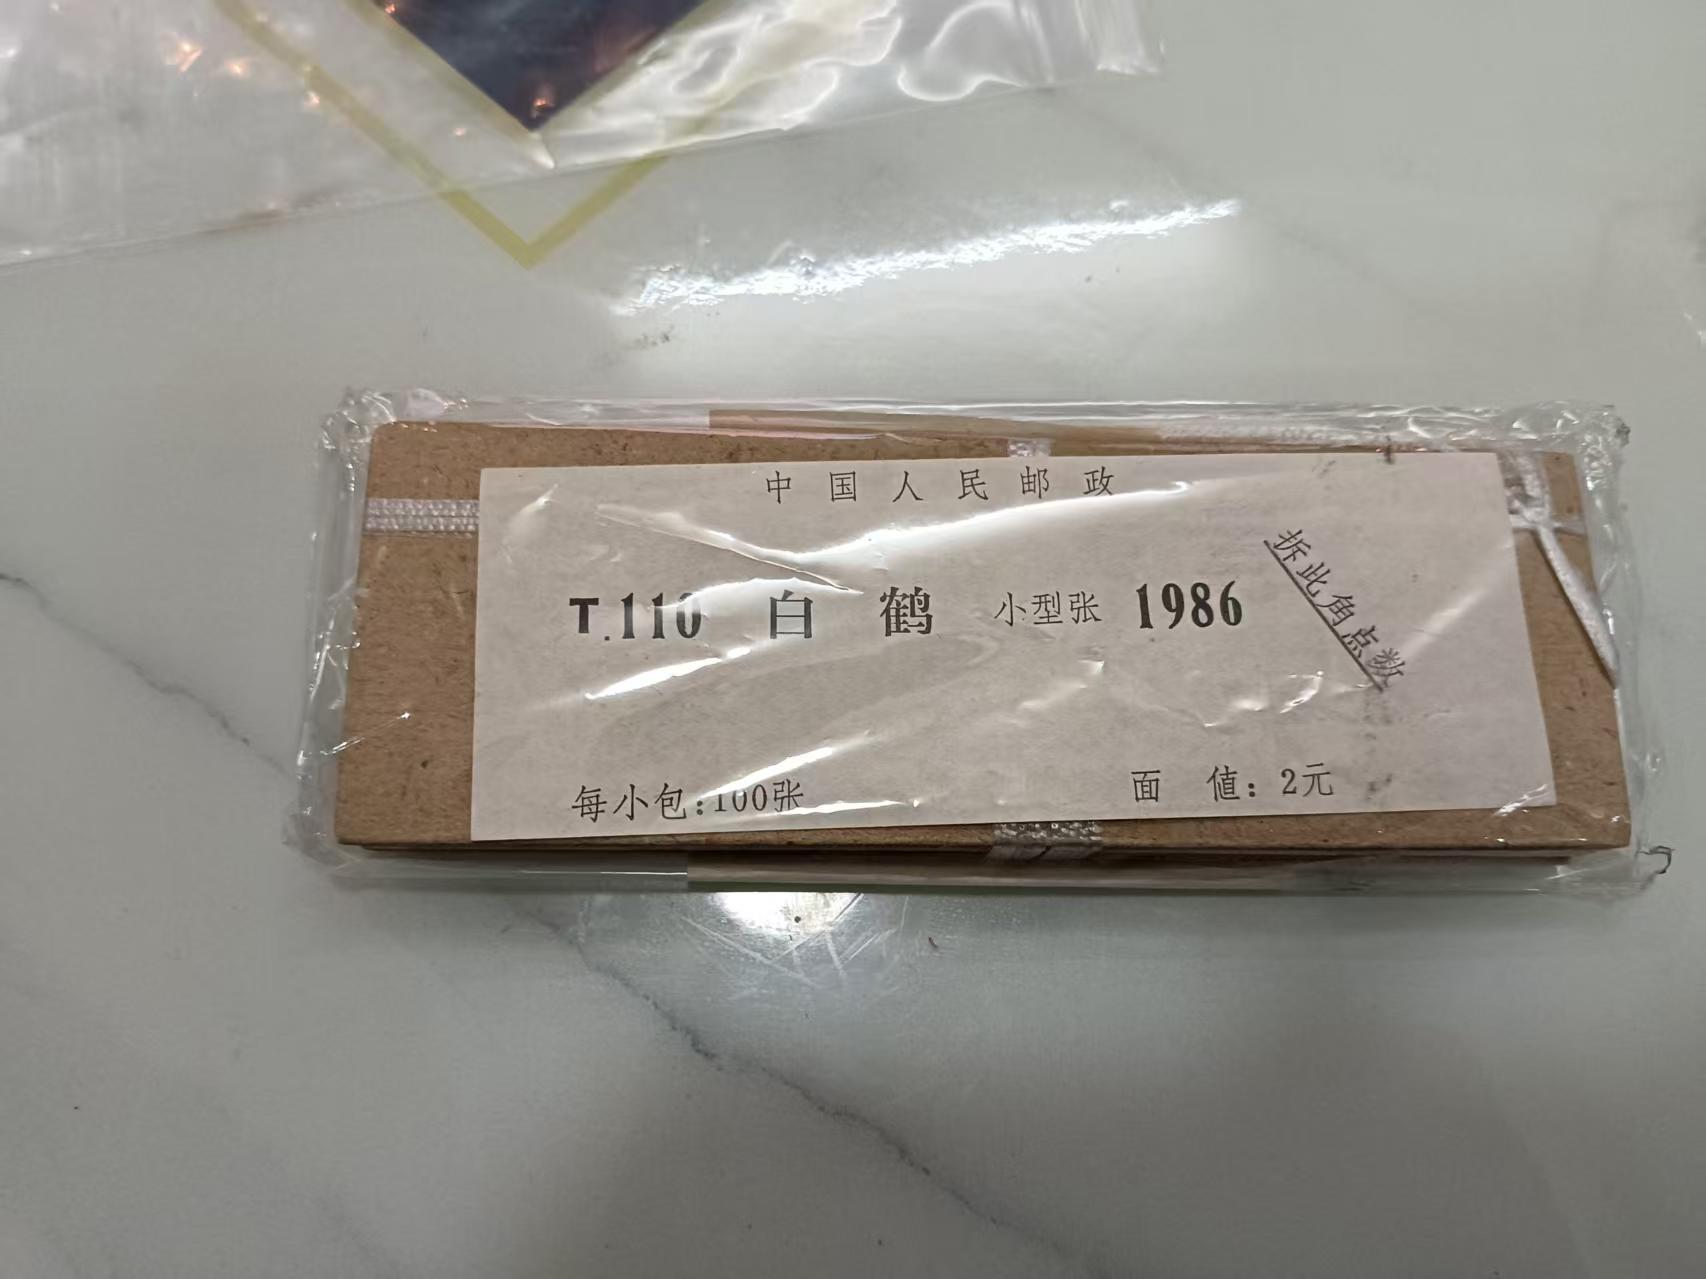 中国人民邮政
T.110 白鹤 小型张 1986
拆此角点数
每小包:100张
面值:2元